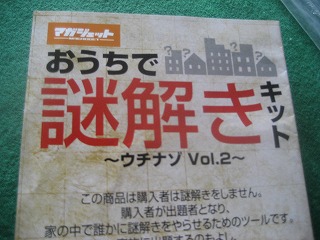 マガジェット
おうちで
謎解きキット
～ウチナゾ Vol.2～
この商品は購入者は謎解きをしません。
購入者が出題者となり、
家の中で誰かに謎解きをやらせるためのツールです。